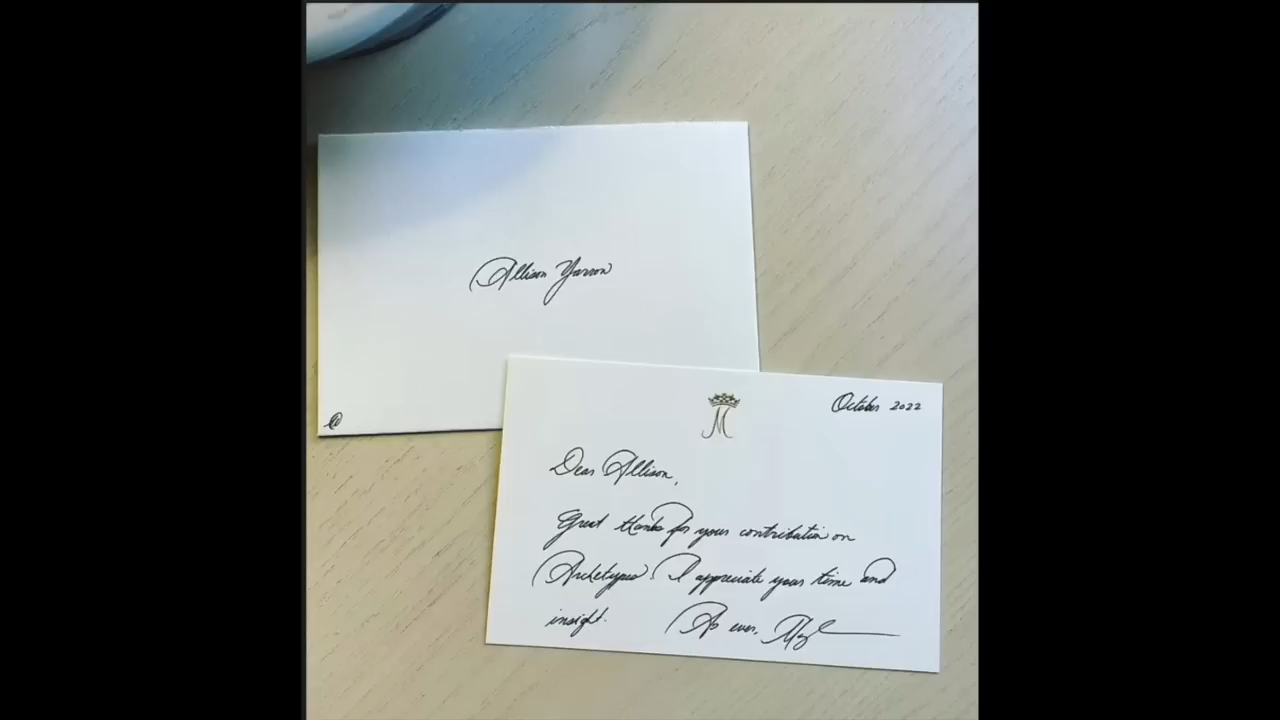 Allison Yarrow
M
October 2022
Dear Allison,
Great thanks for your contribution on
Archetypes. I appreciate your time and
insight. As ever,